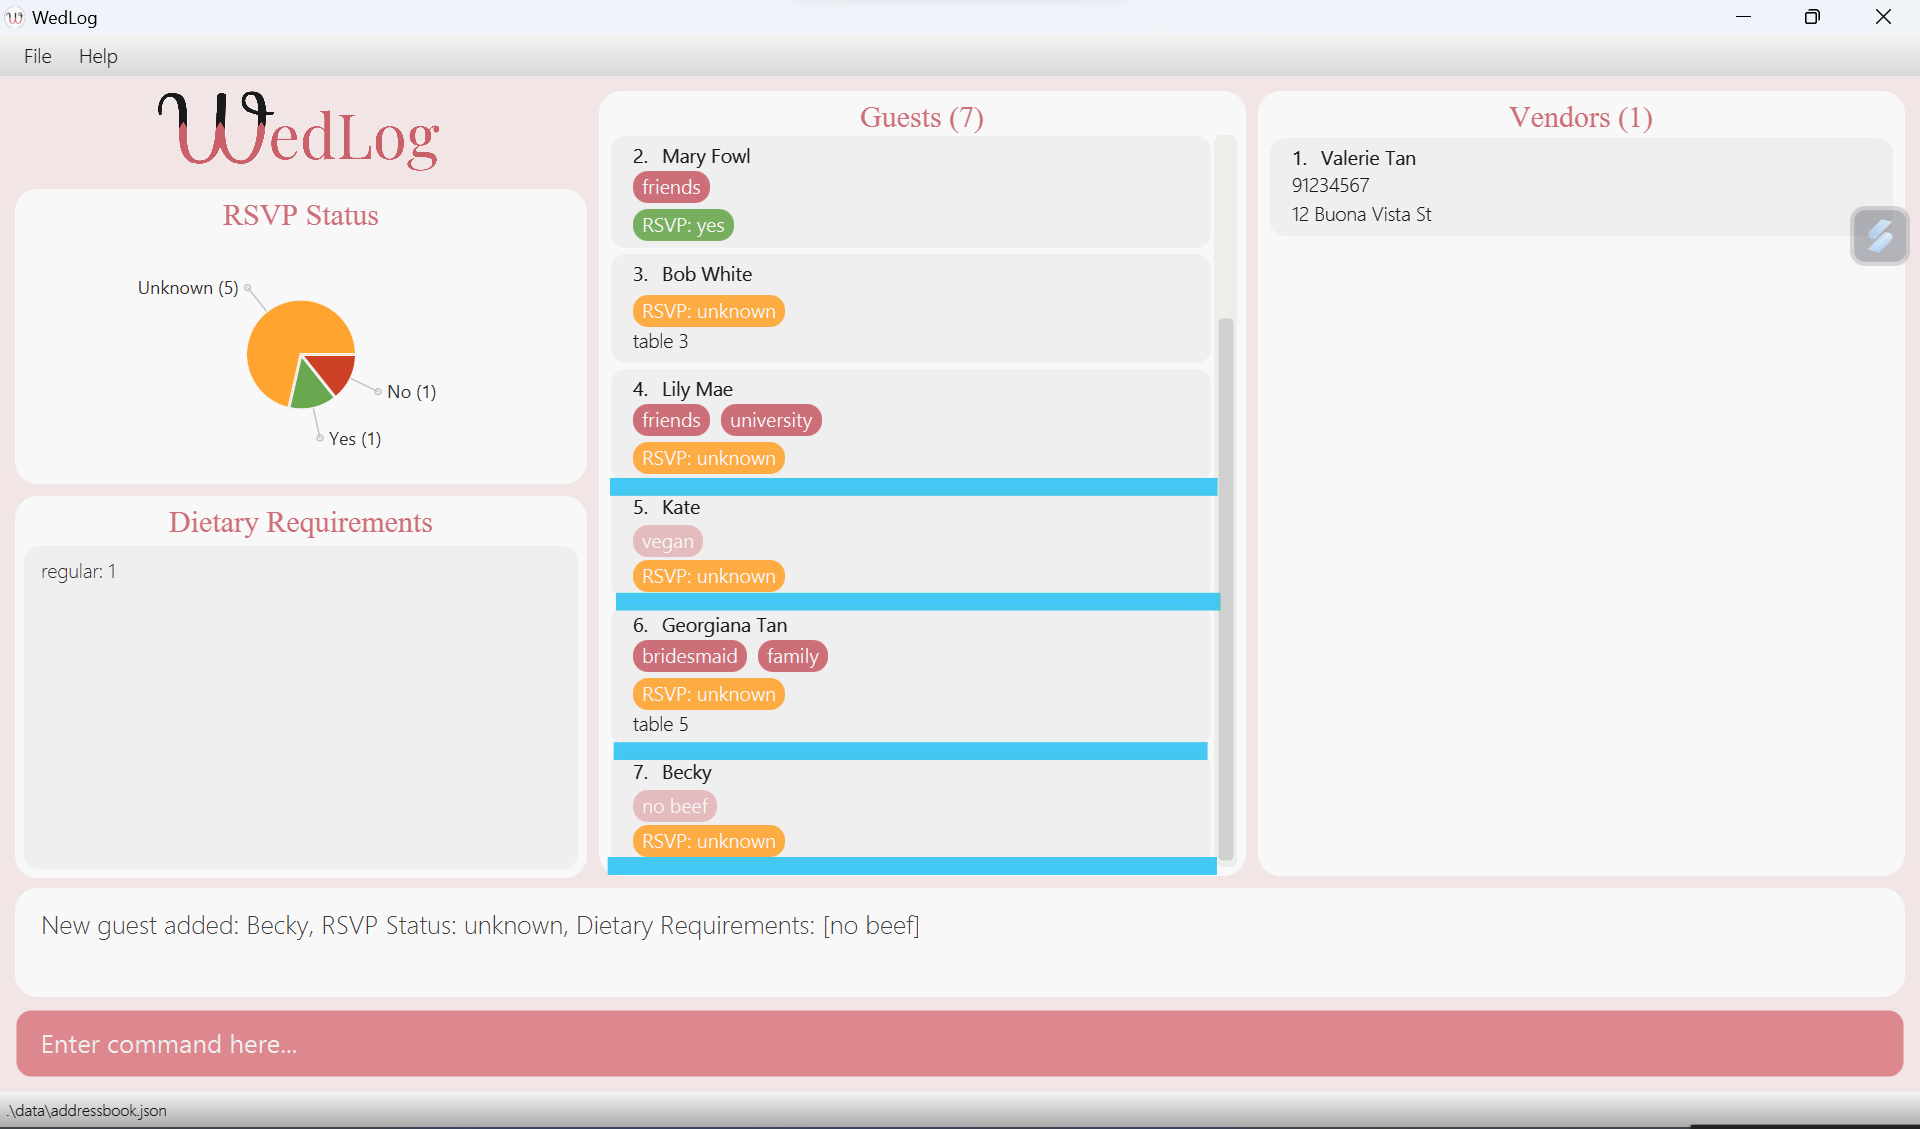 WedLog
File Help
WedLog
RSVP Status
Unknown (5)
No (1)
Yes (1)
Dietary Requirements
regular: 1
Guests (7)
2. Mary Fowl
friends
RSVP: yes
3. Bob White
RSVP: unknown
table 3
4. Lily Mae
friends university
RSVP: unknown
5. Kate
vegan
RSVP: unknown
6. Georgiana Tan
bridesmaid family
RSVP: unknown
table 5
7. Becky
no beef
RSVP: unknown
Vendors (1)
1. Valerie Tan
91234567
12 Buona Vista St
New guest added: Becky, RSVP Status: unknown, Dietary Requirements: [no beef]
Enter command here...
.\data\addressbook.json